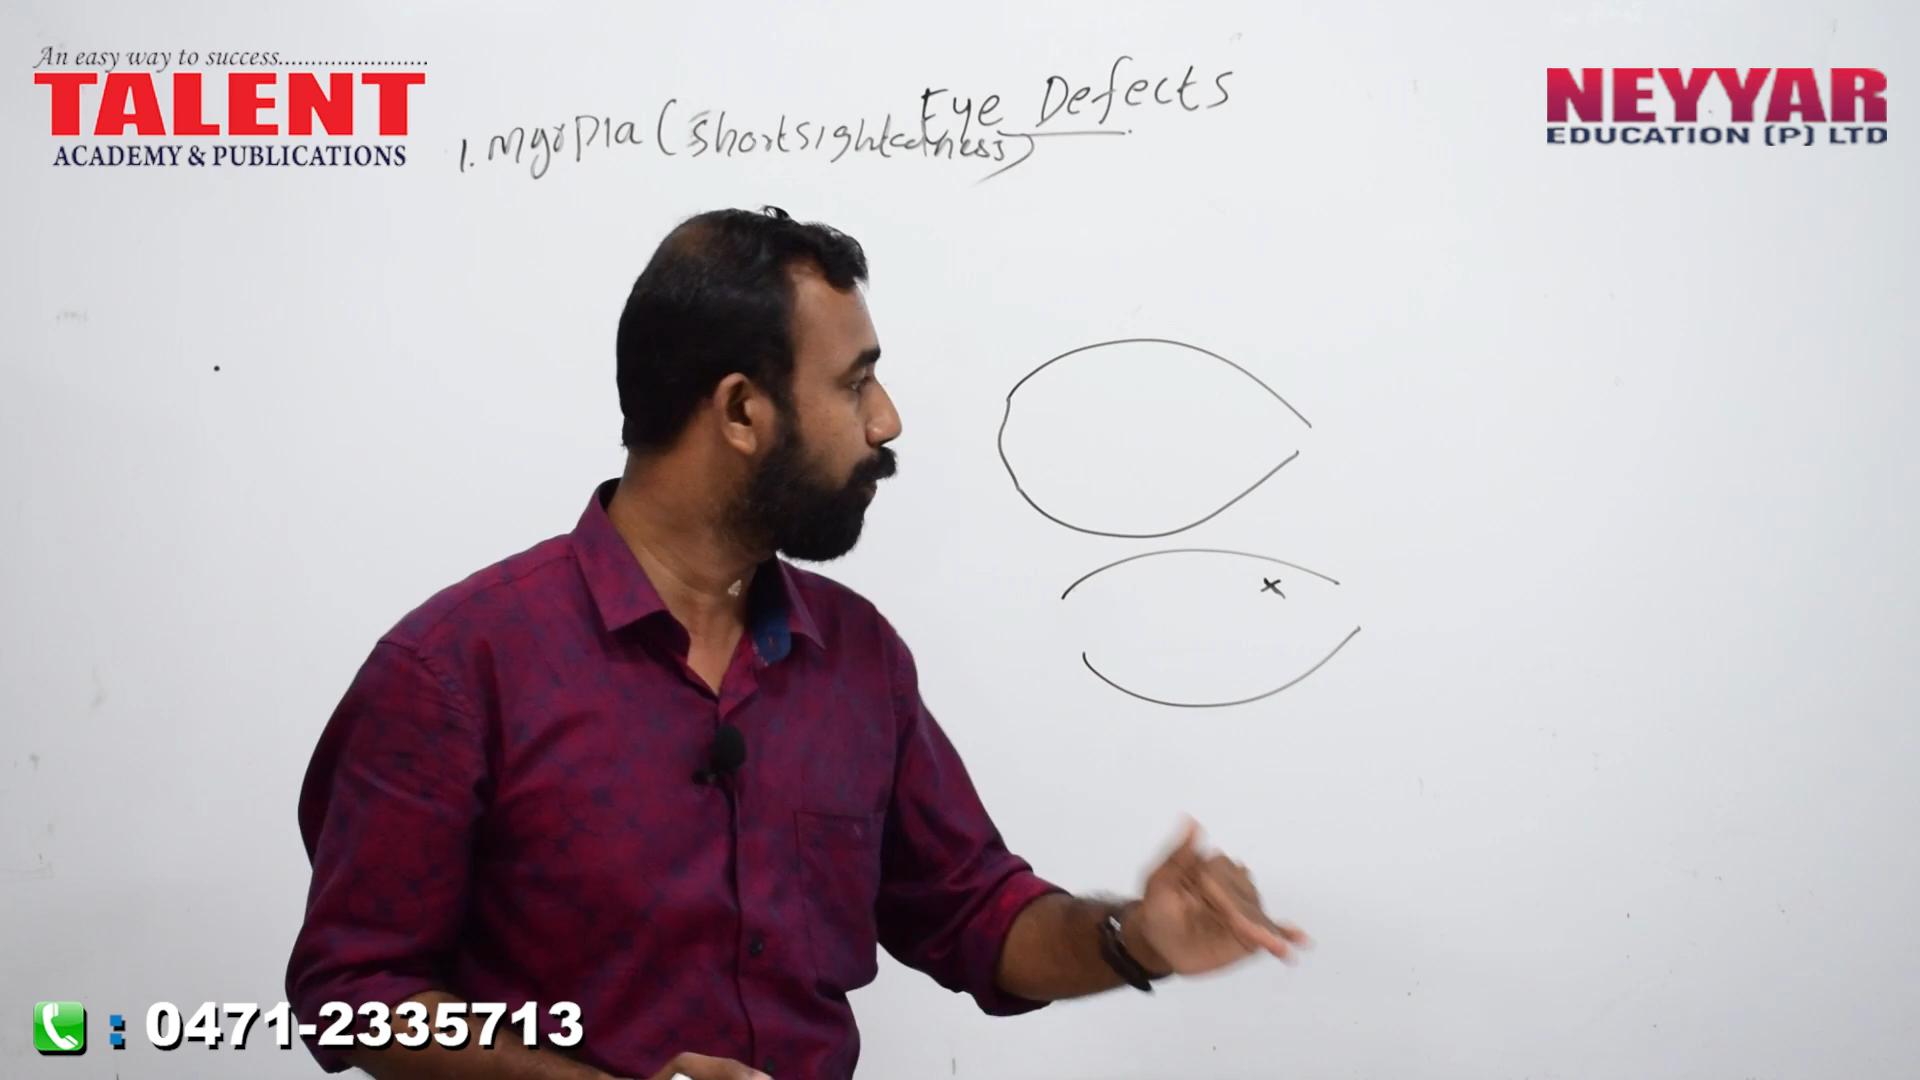 An easy way to success.......................
TALENT
ACADEMY & PUBLICATIONS
NEYYAR
EDUCATION (P) LTD
Eye Defects
1. Myopia (shortsightedness)
x
: 0471-2335713